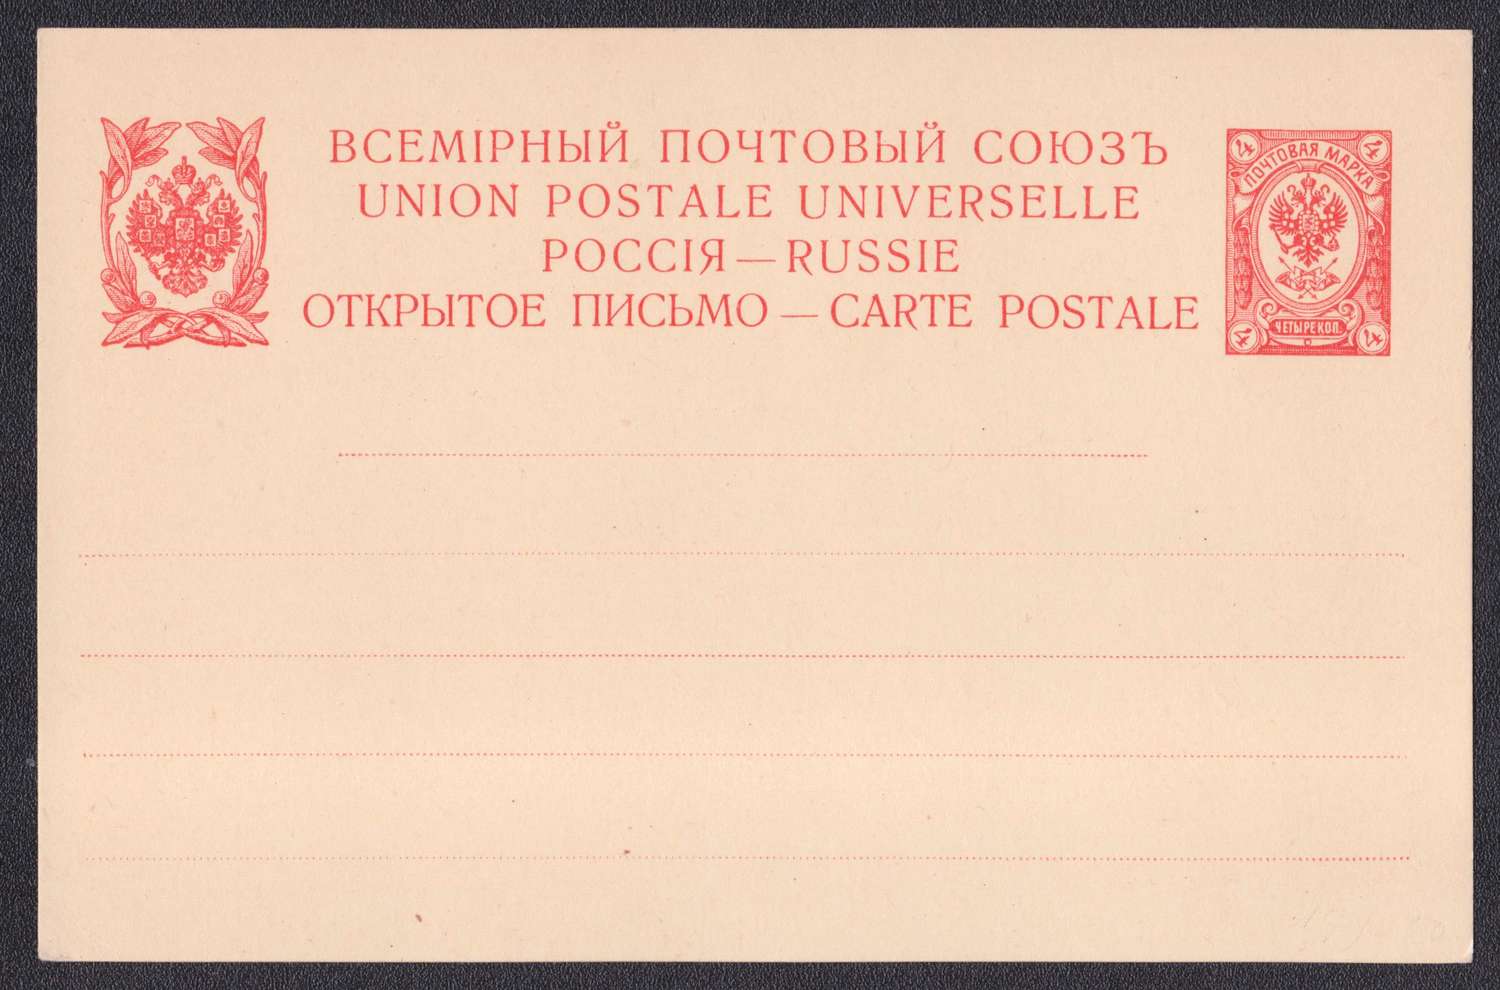 ВСЕМІРНЫЙ ПОЧТОВЫЙ СОЮЗЪ
UNION POSTALE UNIVERSELLE
РОССІЯ — RUSSIE
ОТКРЫТОЕ ПИСЬМО — CARTE POSTALE
4 4
ПОЧТОВАЯ МАРКА
ЧЕТЫРЕ КОП.
4 4